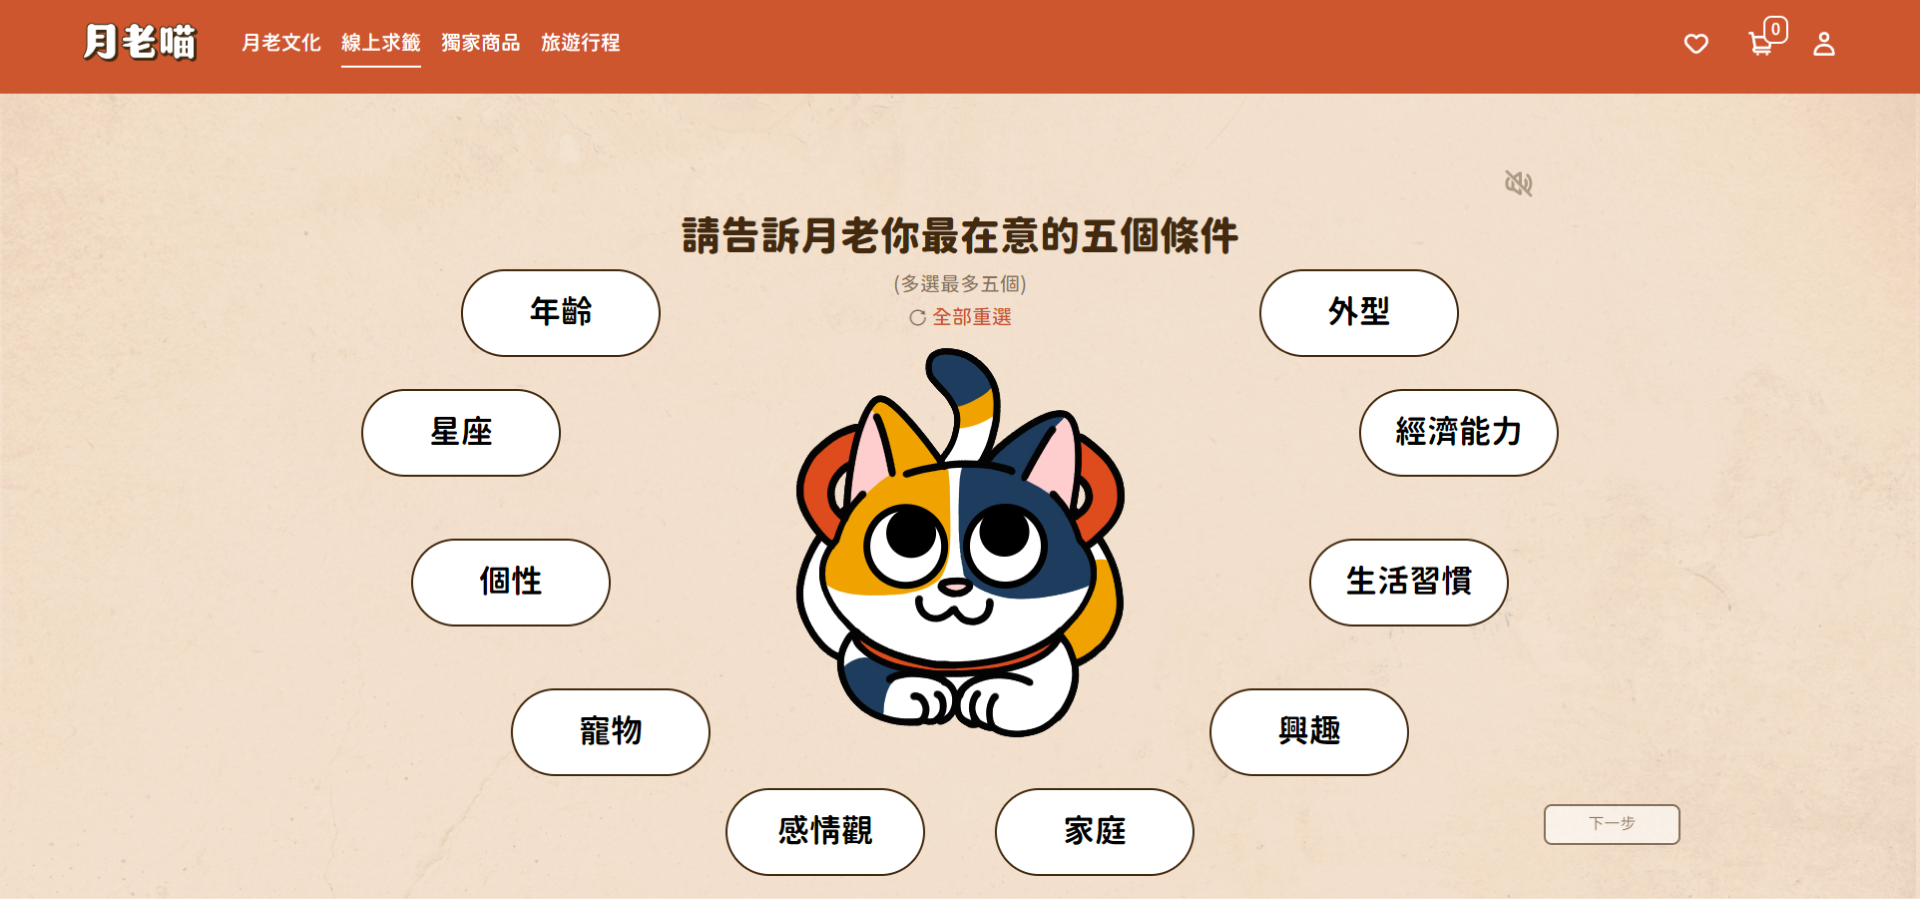 月老喵
月老文化 線上求籤 獨家商品 旅遊行程
0
請告訴月老你最在意的五個條件
(多選最多五個)
全部重選
年齡
外型
星座
經濟能力
個性
生活習慣
寵物
興趣
感情觀
家庭
下一步